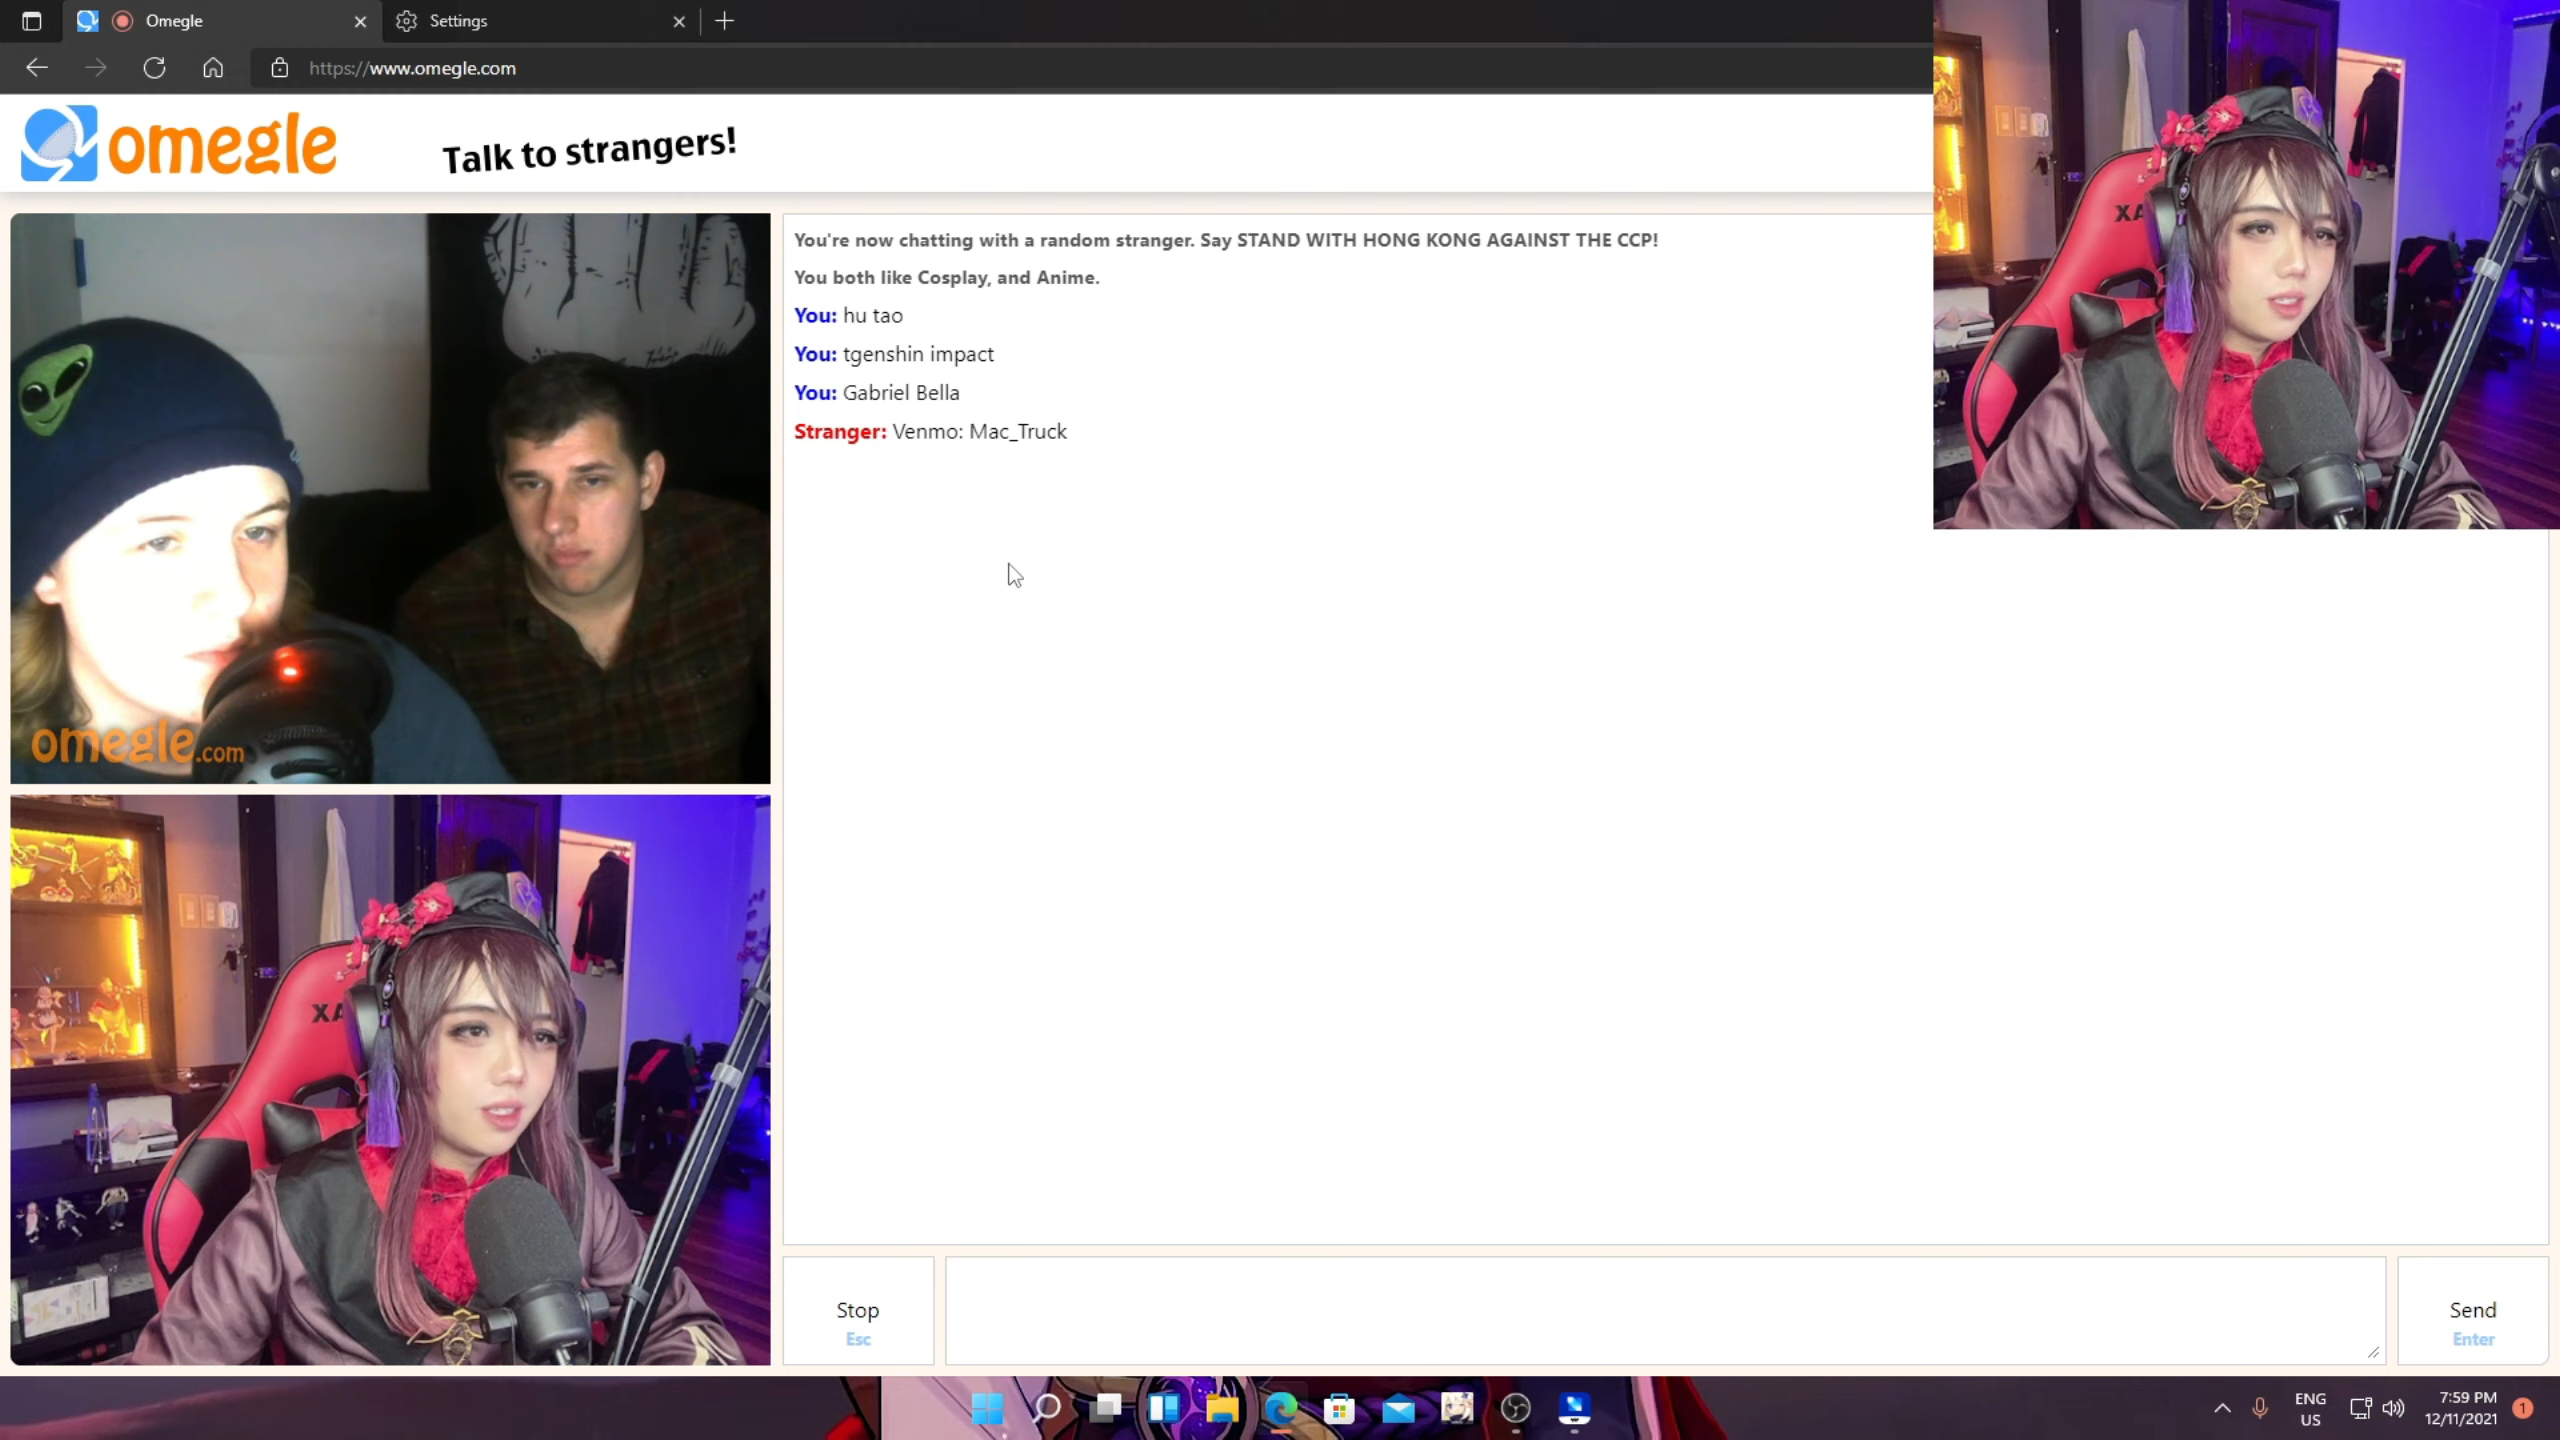 Omegle
Settings
https://www.omegle.com
omegle
Talk to strangers!
You're now chatting with a random stranger. Say STAND WITH HONG KONG AGAINST THE CCP!
You both like Cosplay, and Anime.
You: hu tao
You: tgenshin impact
You: Gabriel Bella
Stranger: Venmo: Mac_Truck
XA
omegle.com
XA
Stop
Esc
Send
Enter
ENG
US
7:59 PM
12/11/2021
1